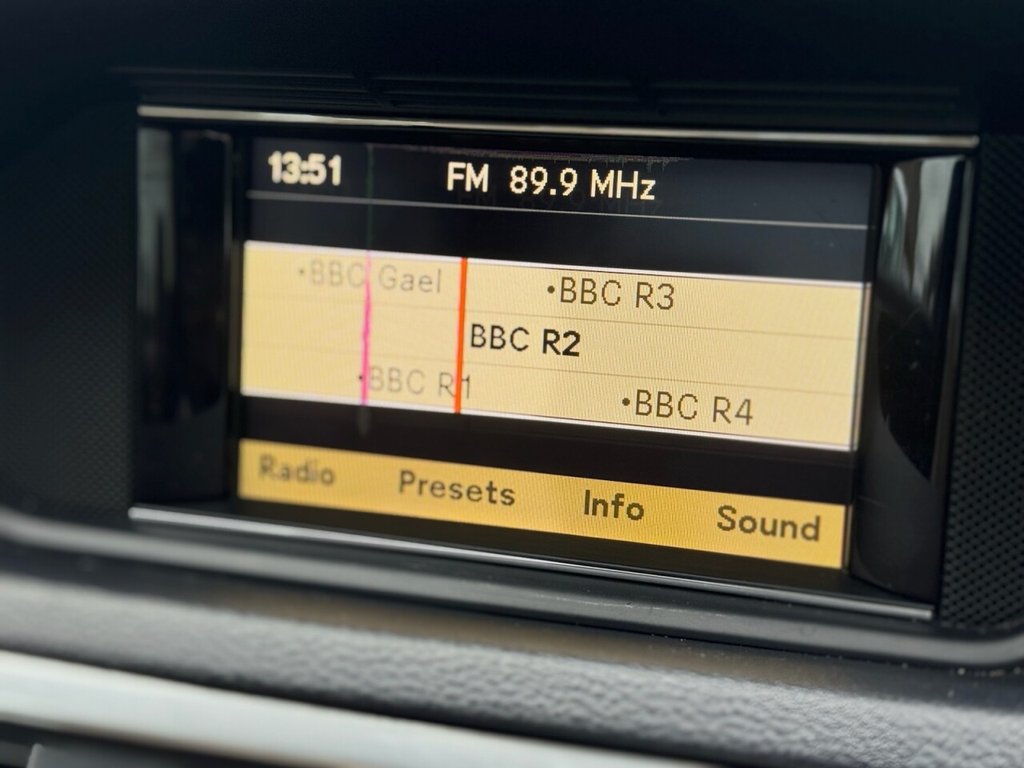 13:51 FM 89.9 MHz
•BBC Gael •BBC R3
BBC R2
•BBC R1 •BBC R4
Radio Presets Info Sound